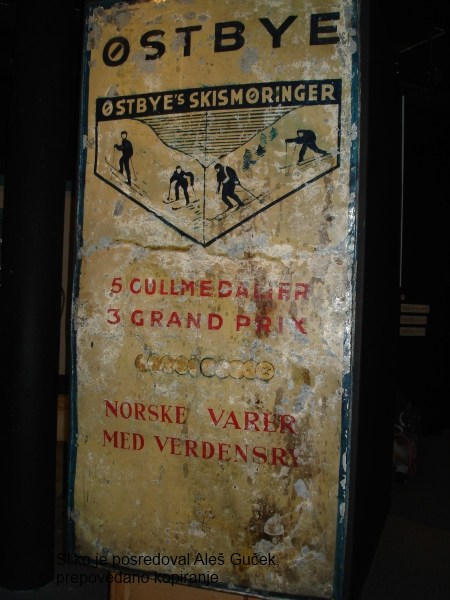 ØSTBYE
ØSTBYE'S SKISMØRINGER
5 GULLMEDALJER
3 GRAND PRIX
NORSKE VARER
MED VERDENSRY
Sliko je posredoval Aleš Guček,
prepovedano kopiranje